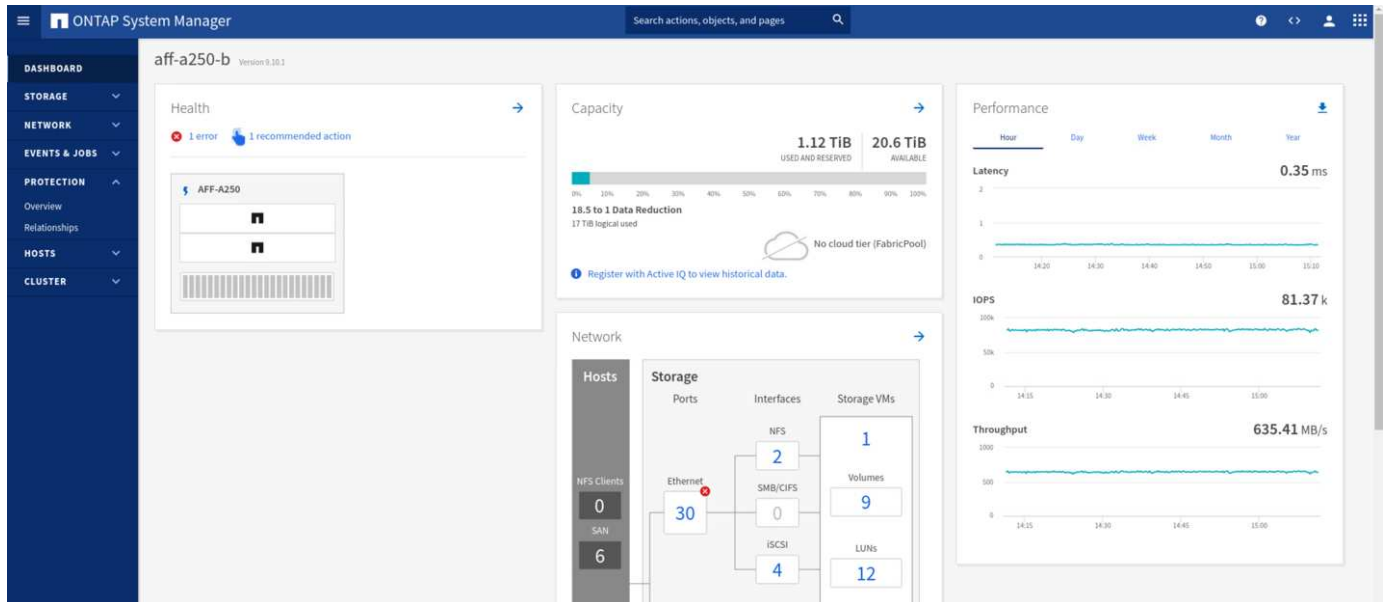 ONTAP System Manager
Search actions, objects, and pages
DASHBOARD
STORAGE
NETWORK
EVENTS & JOBS
PROTECTION
Overview
Relationships
HOSTS
CLUSTER
aff-a250-b Version 9.10.1
Health
1 error 1 recommended action
AFF-A250
Capacity
1.12 TiB 20.6 TiB
USED AND RESERVED AVAILABLE
0% 10% 20% 30% 40% 50% 60% 70% 80% 90% 100%
18.5 to 1 Data Reduction
17 TiB logical used
No cloud tier (FabricPool)
Register with Active IQ to view historical data.
Network
Hosts
NFS Clients
0
SAN
6
Storage
Ports Interfaces Storage VMs
Ethernet
30
NFS
2
SMB/CIFS
0
iSCSI
4
1
Volumes
9
LUNs
12
Performance
Hour Day Week Month Year
Latency 0.35 ms
2
1
0
14:20 14:30 14:40 14:50 15:00 15:10
IOPS 81.37 k
100k
50k
0
14:15 14:30 14:45 15:00
Throughput 635.41 MB/s
1000
500
0
14:15 14:30 14:45 15:00